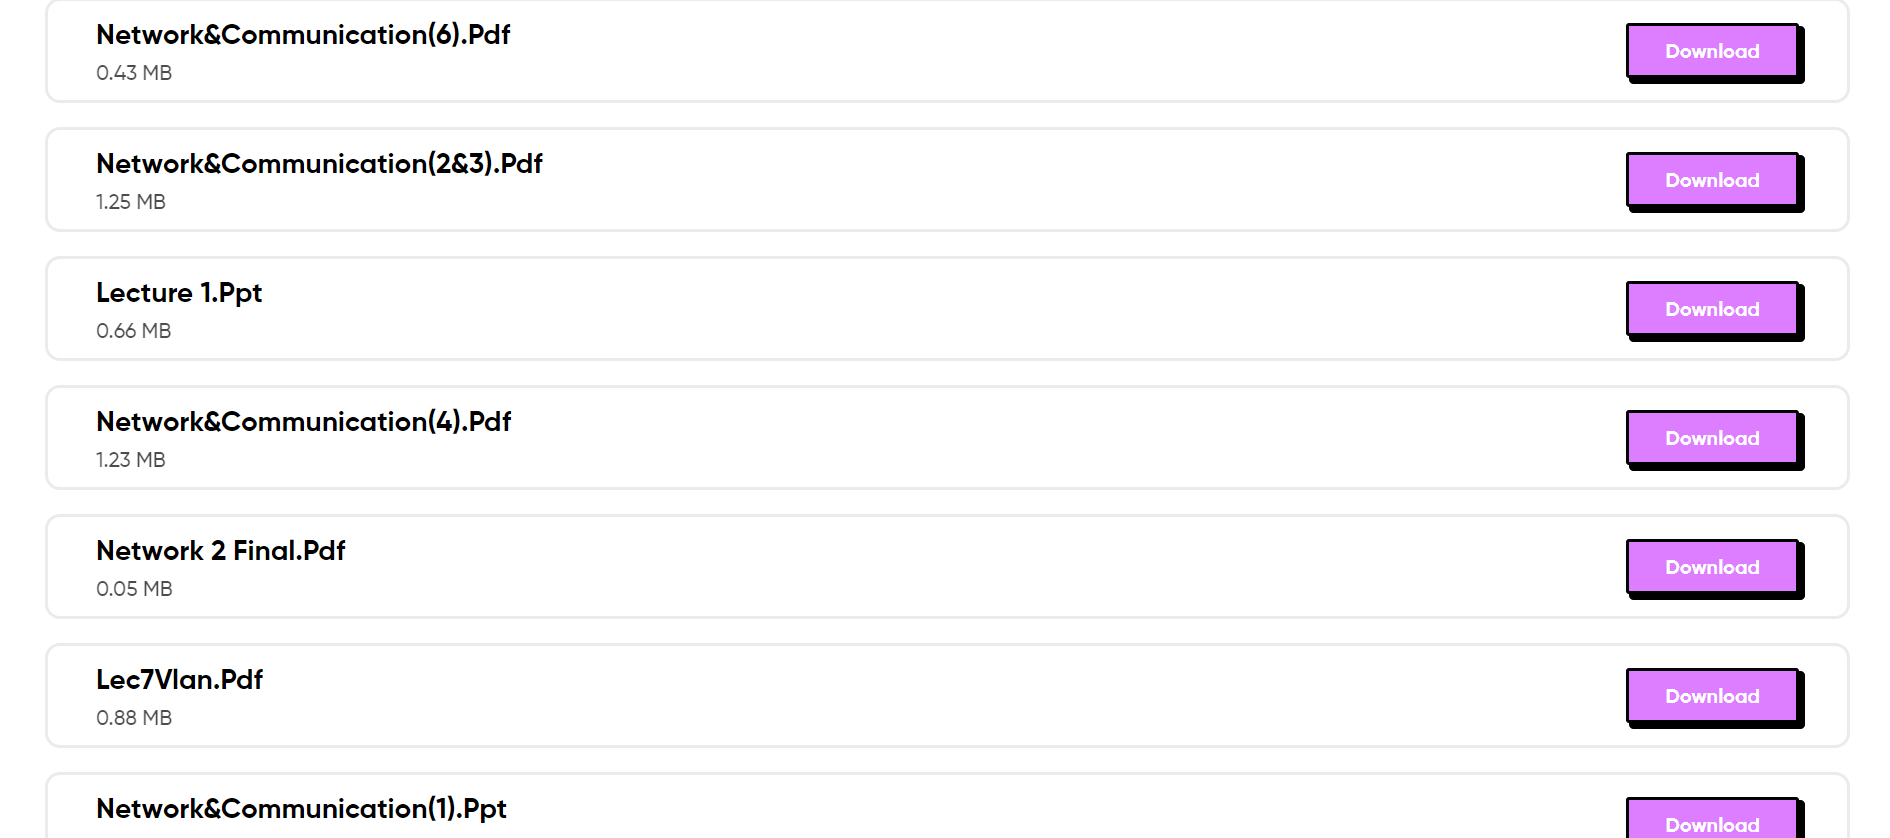 Network&Communication(6).Pdf
0.43 MB
Download
Network&Communication(2&3).Pdf
1.25 MB
Download
Lecture 1.Ppt
0.66 MB
Download
Network&Communication(4).Pdf
1.23 MB
Download
Network 2 Final.Pdf
0.05 MB
Download
Lec7Vlan.Pdf
0.88 MB
Download
Network&Communication(1).Ppt
Download